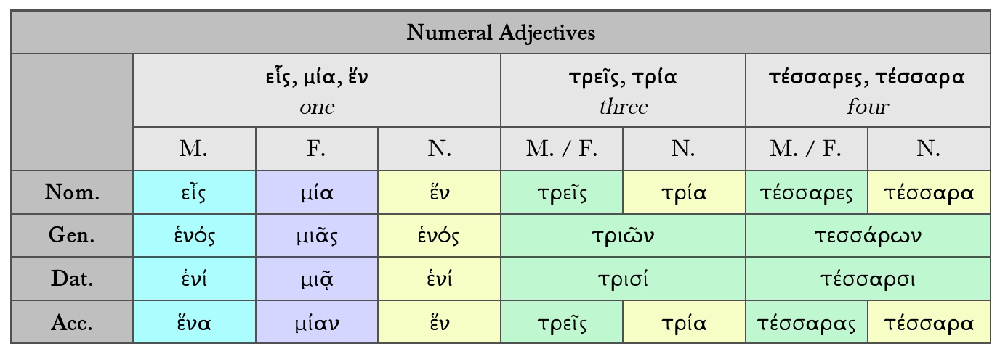 Numeral Adjectives
εἷς, μία, ἕν τρεῖς, τρία τέσσαρες, τέσσαρα
one three four
M. F. N. M. / F. N. M. / F. N.
Nom. εἷς μία ἕν τρεῖς τρία τέσσαρες τέσσαρα
Gen. ἑνός μιᾶς ἑνός τριῶν τεσσάρων
Dat. ἑνί μιᾷ ἑνί τρισί τέσσαρσι
Acc. ἕνα μίαν ἕν τρεῖς τρία τέσσαρας τέσσαρα